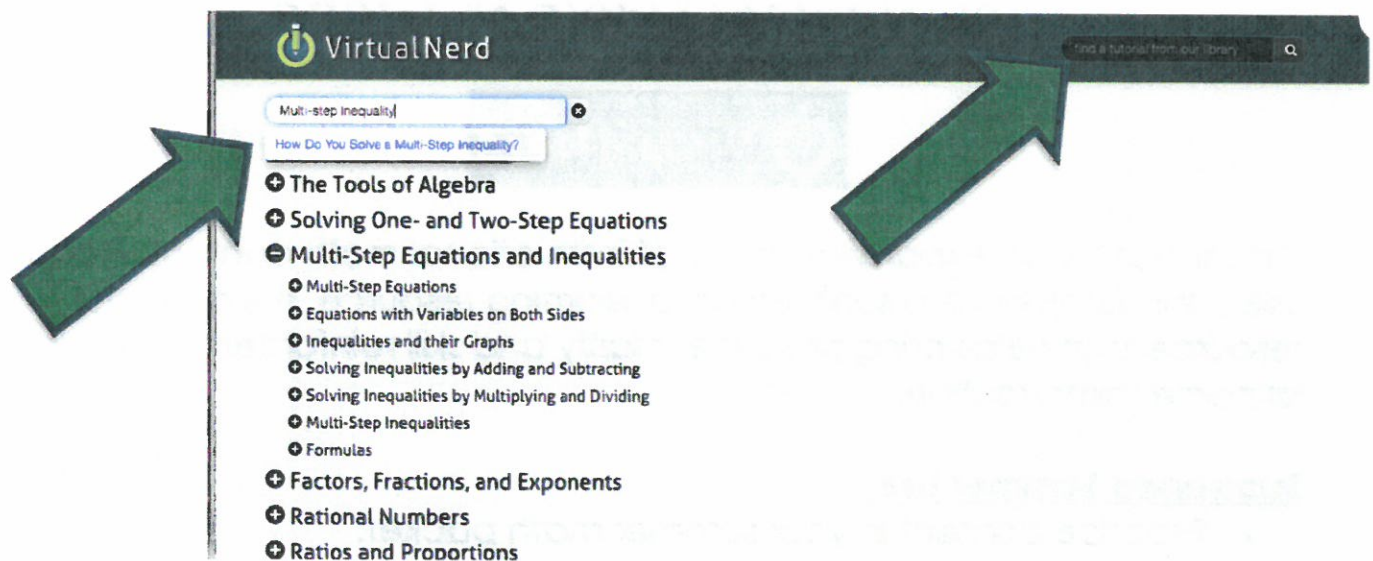 VirtualNerd
find a tutorial from our library
Multi-step Inequality
How Do You Solve a Multi-Step Inequality?
The Tools of Algebra
Solving One- and Two-Step Equations
Multi-Step Equations and Inequalities
Multi-Step Equations
Equations with Variables on Both Sides
Inequalities and their Graphs
Solving Inequalities by Adding and Subtracting
Solving Inequalities by Multiplying and Dividing
Multi-Step Inequalities
Formulas
Factors, Fractions, and Exponents
Rational Numbers
Ratios and Proportions